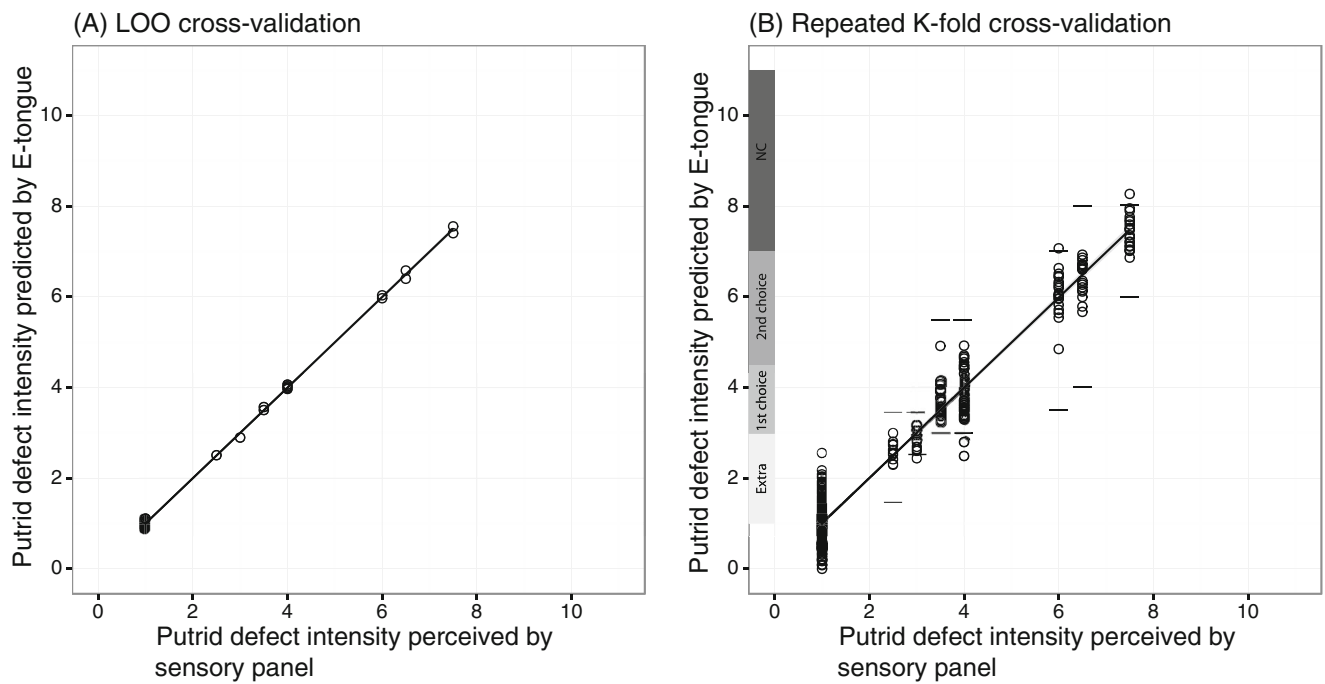 (A) LOO cross-validation
Putrid defect intensity predicted by E-tongue
10
8
6
4
2
0
0 2 4 6 8 10
Putrid defect intensity perceived by
sensory panel
(B) Repeated K-fold cross-validation
Putrid defect intensity predicted by E-tongue
10
8
6
4
2
0
NC
2nd choice
1st choice
Extra
0 2 4 6 8 10
Putrid defect intensity perceived by
sensory panel